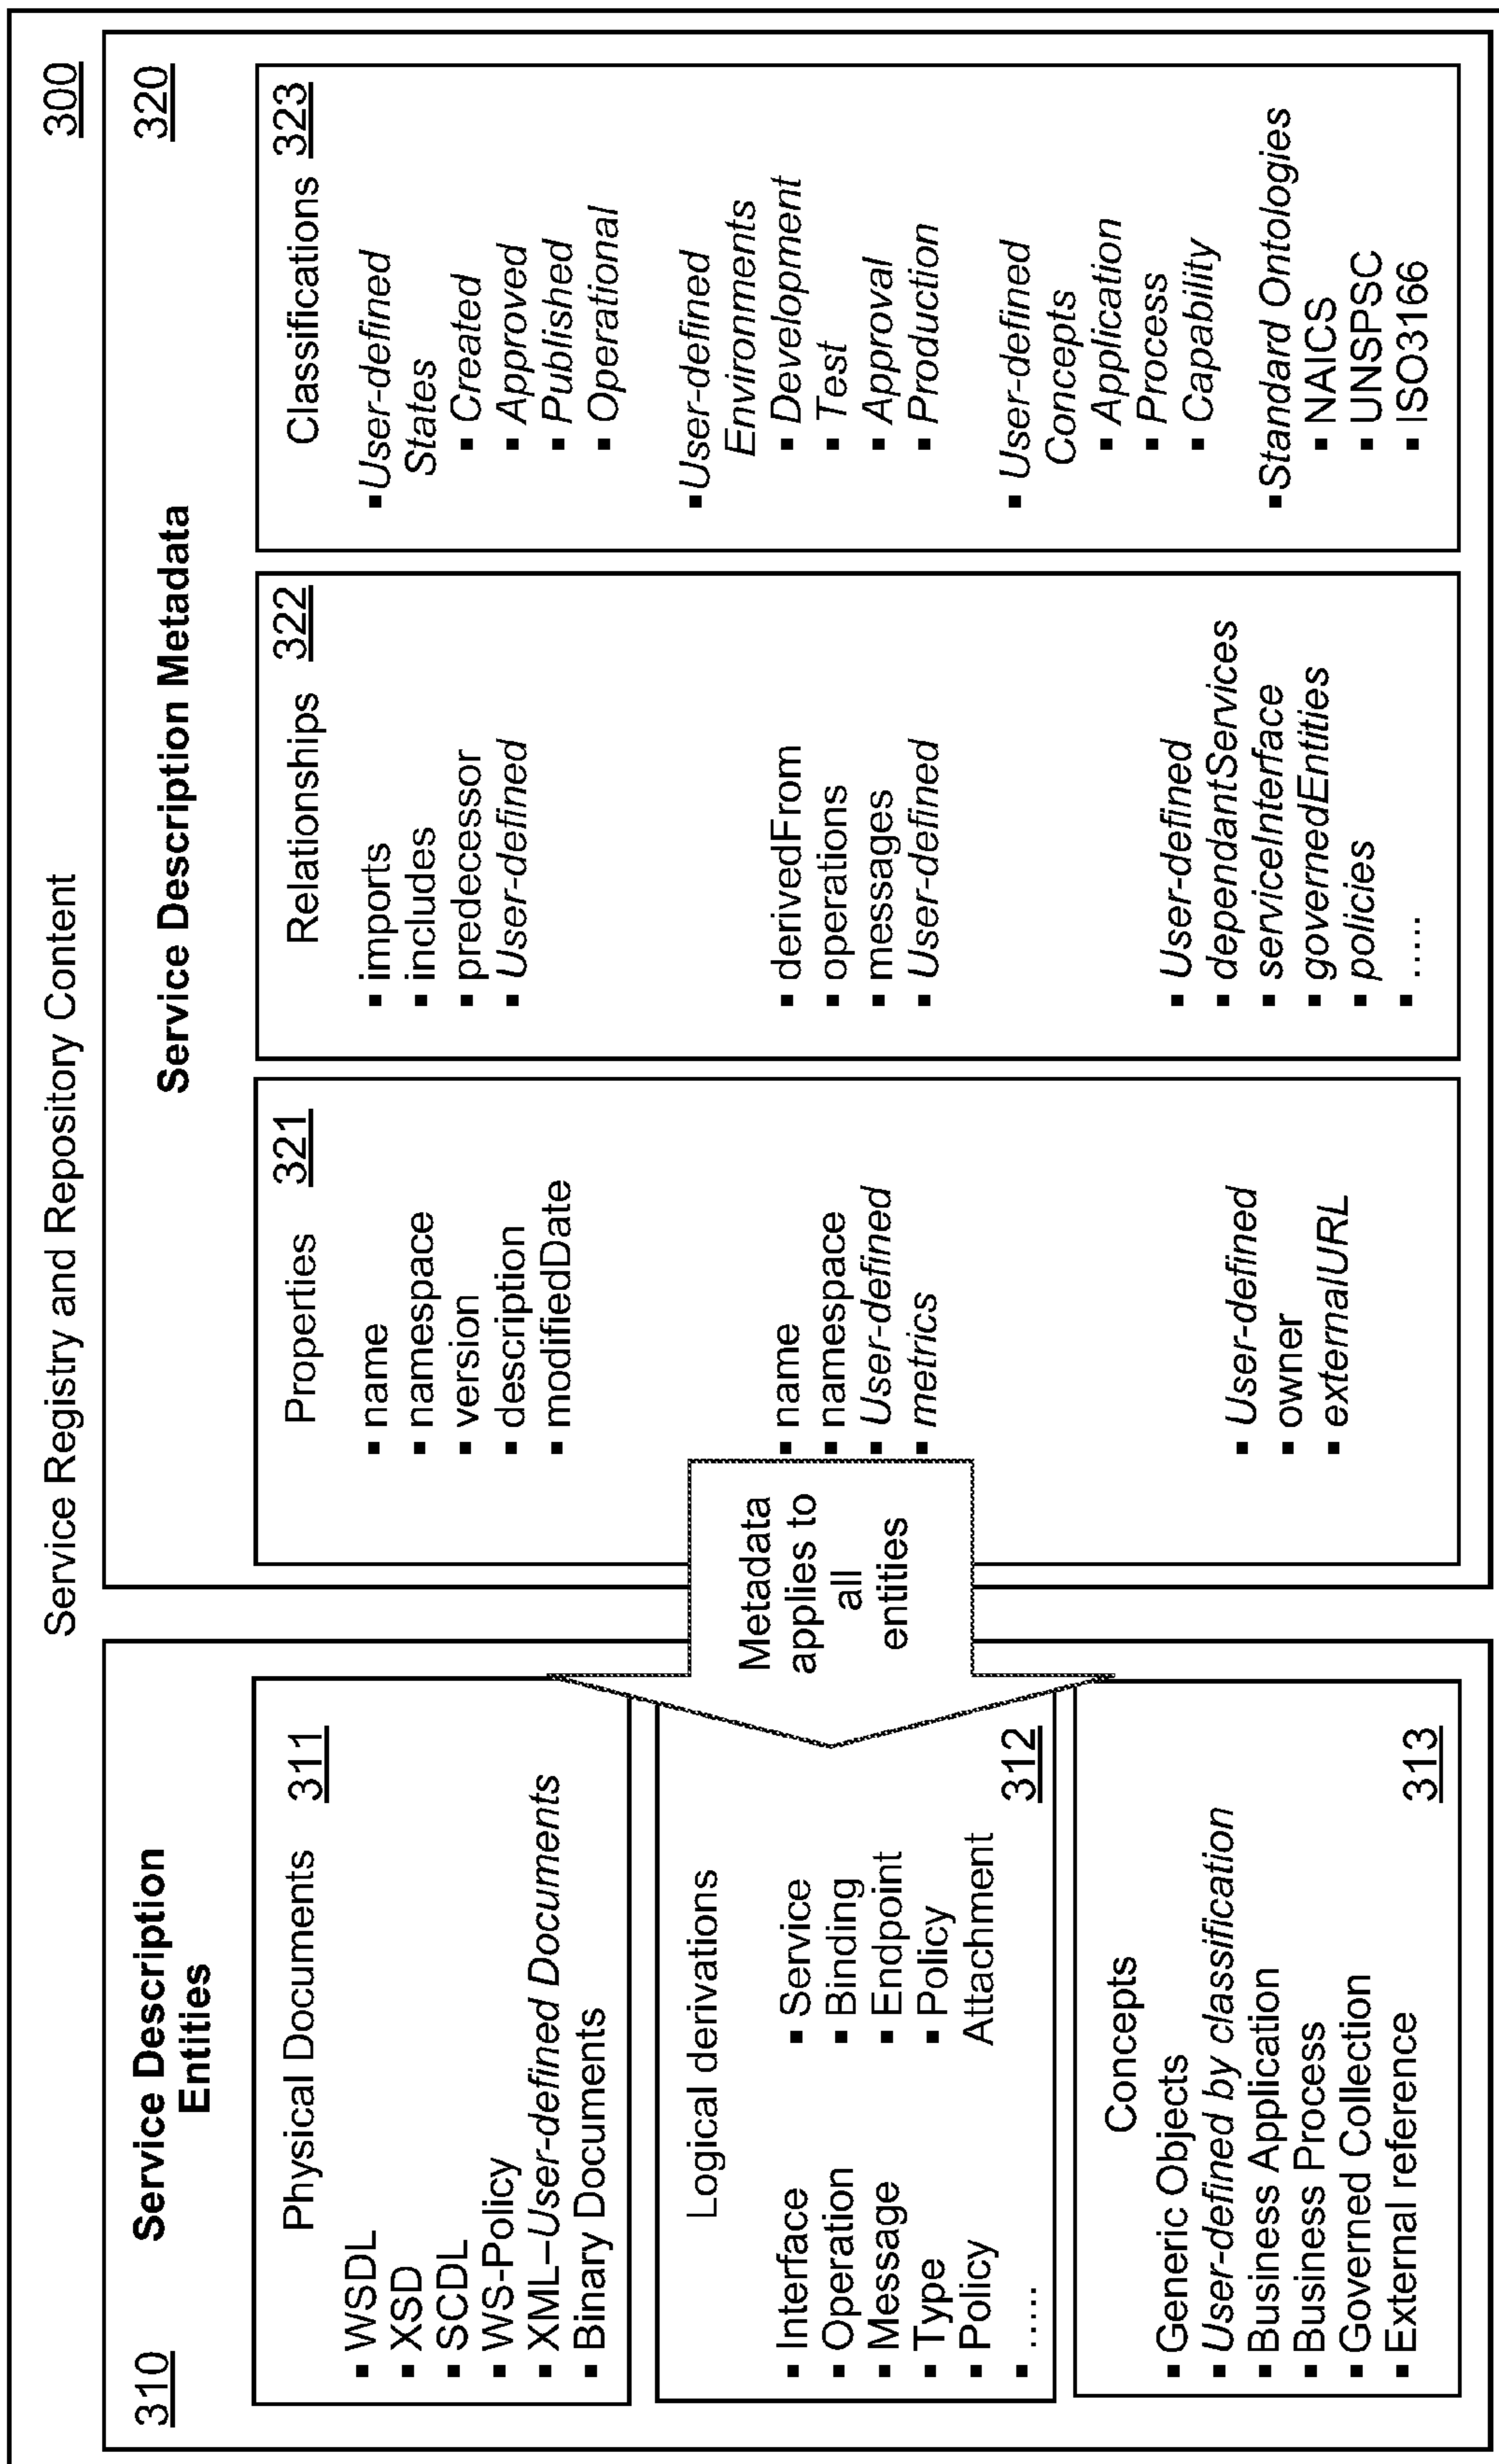 Service Registry and Repository Content
300
310
Service Description
Entities
Physical Documents
311
▪ WSDL
▪ XSD
▪ SCDL
▪ WS-Policy
▪ XML–User-defined Documents
▪ Binary Documents
Logical derivations
▪ Interface
▪ Operation
▪ Message
▪ Type
▪ Policy
▪ .....
▪ Service
▪ Binding
▪ Endpoint
▪ Policy
Attachment
312
Concepts
▪ Generic Objects
▪ User-defined by classification
▪ Business Application
▪ Business Process
▪ Governed Collection
▪ External reference
313
Metadata
applies to
all
entities
Service Description Metadata
320
Properties
321
▪ name
▪ namespace
▪ version
▪ description
▪ modifiedDate
▪ name
▪ namespace
▪ User-defined
▪ metrics
▪ User-defined
▪ owner
▪ externalURL
Relationships
322
▪ imports
▪ includes
▪ predecessor
▪ User-defined
▪ derivedFrom
▪ operations
▪ messages
▪ User-defined
▪ User-defined
▪ dependantServices
▪ serviceInterface
▪ governedEntities
▪ policies
▪ .....
Classifications
323
▪User-defined
States
▪ Created
▪ Approved
▪ Published
▪ Operational
▪User-defined
Environments
▪ Development
▪ Test
▪ Approval
▪ Production
▪ User-defined
Concepts
▪ Application
▪ Process
▪ Capability
▪Standard Ontologies
▪ NAICS
▪ UNSPSC
▪ ISO3166